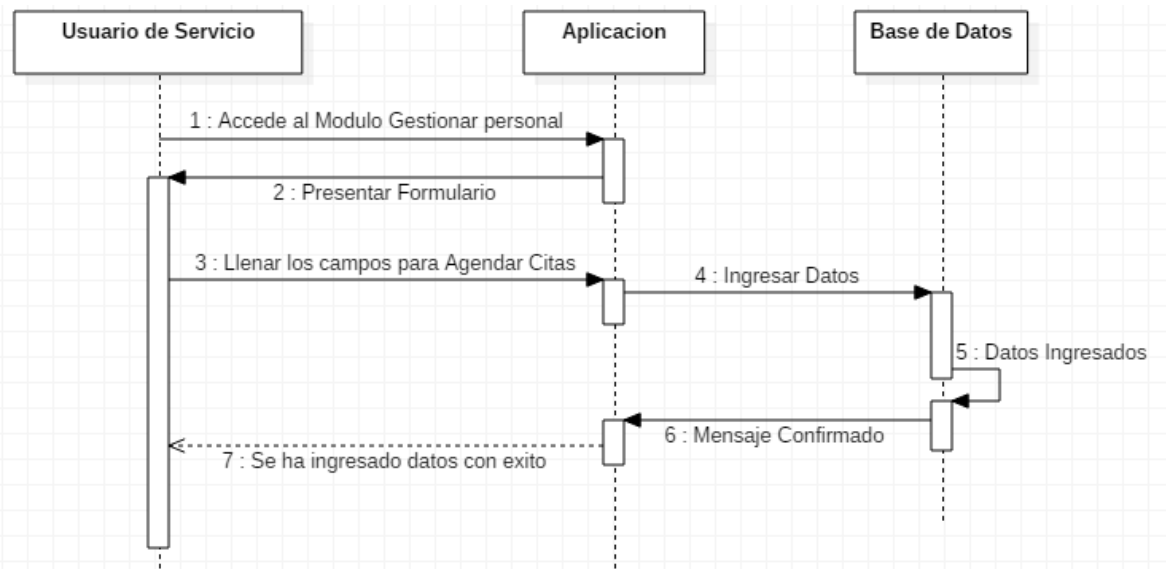 Usuario de Servicio
Aplicacion
Base de Datos
1 : Accede al Modulo Gestionar personal
2 : Presentar Formulario
3 : Llenar los campos para Agendar Citas
4 : Ingresar Datos
5 : Datos Ingresados
6 : Mensaje Confirmado
7 : Se ha ingresado datos con exito